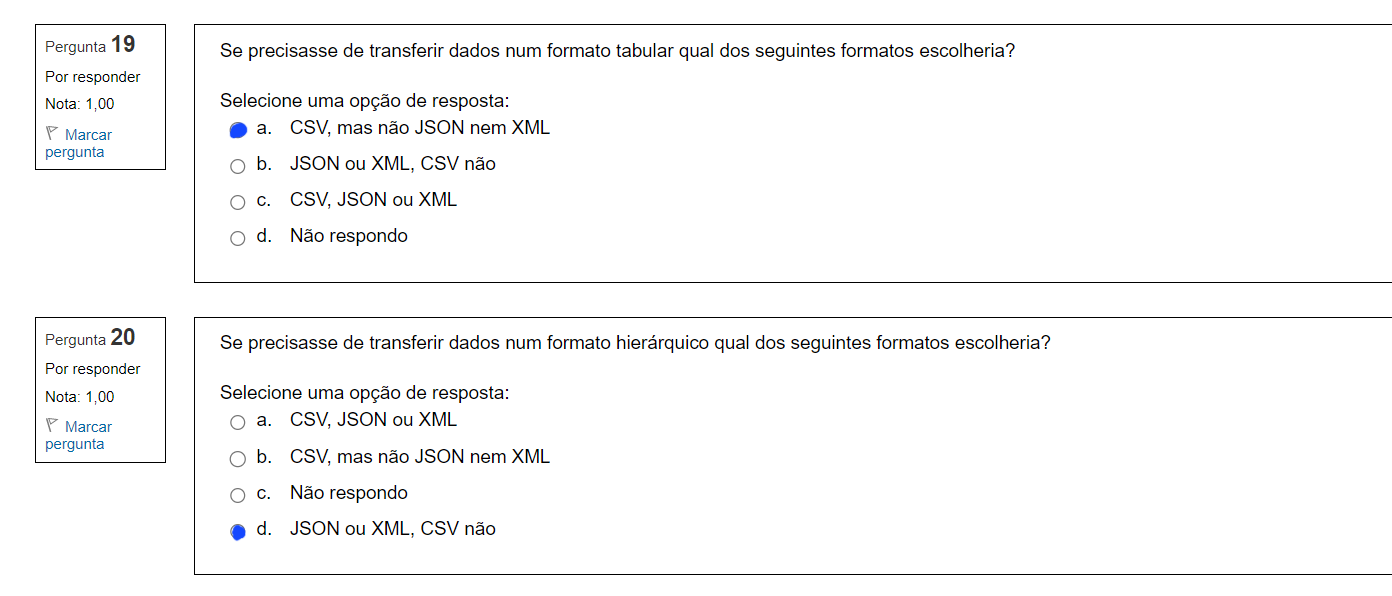 Pergunta 19
Por responder
Nota: 1,00
Marcar
pergunta
Se precisasse de transferir dados num formato tabular qual dos seguintes formatos escolheria?
Selecione uma opção de resposta:
a. CSV, mas não JSON nem XML
b. JSON ou XML, CSV não
c. CSV, JSON ou XML
d. Não respondo
Pergunta 20
Por responder
Nota: 1,00
Marcar
pergunta
Se precisasse de transferir dados num formato hierárquico qual dos seguintes formatos escolheria?
Selecione uma opção de resposta:
a. CSV, JSON ou XML
b. CSV, mas não JSON nem XML
c. Não respondo
d. JSON ou XML, CSV não